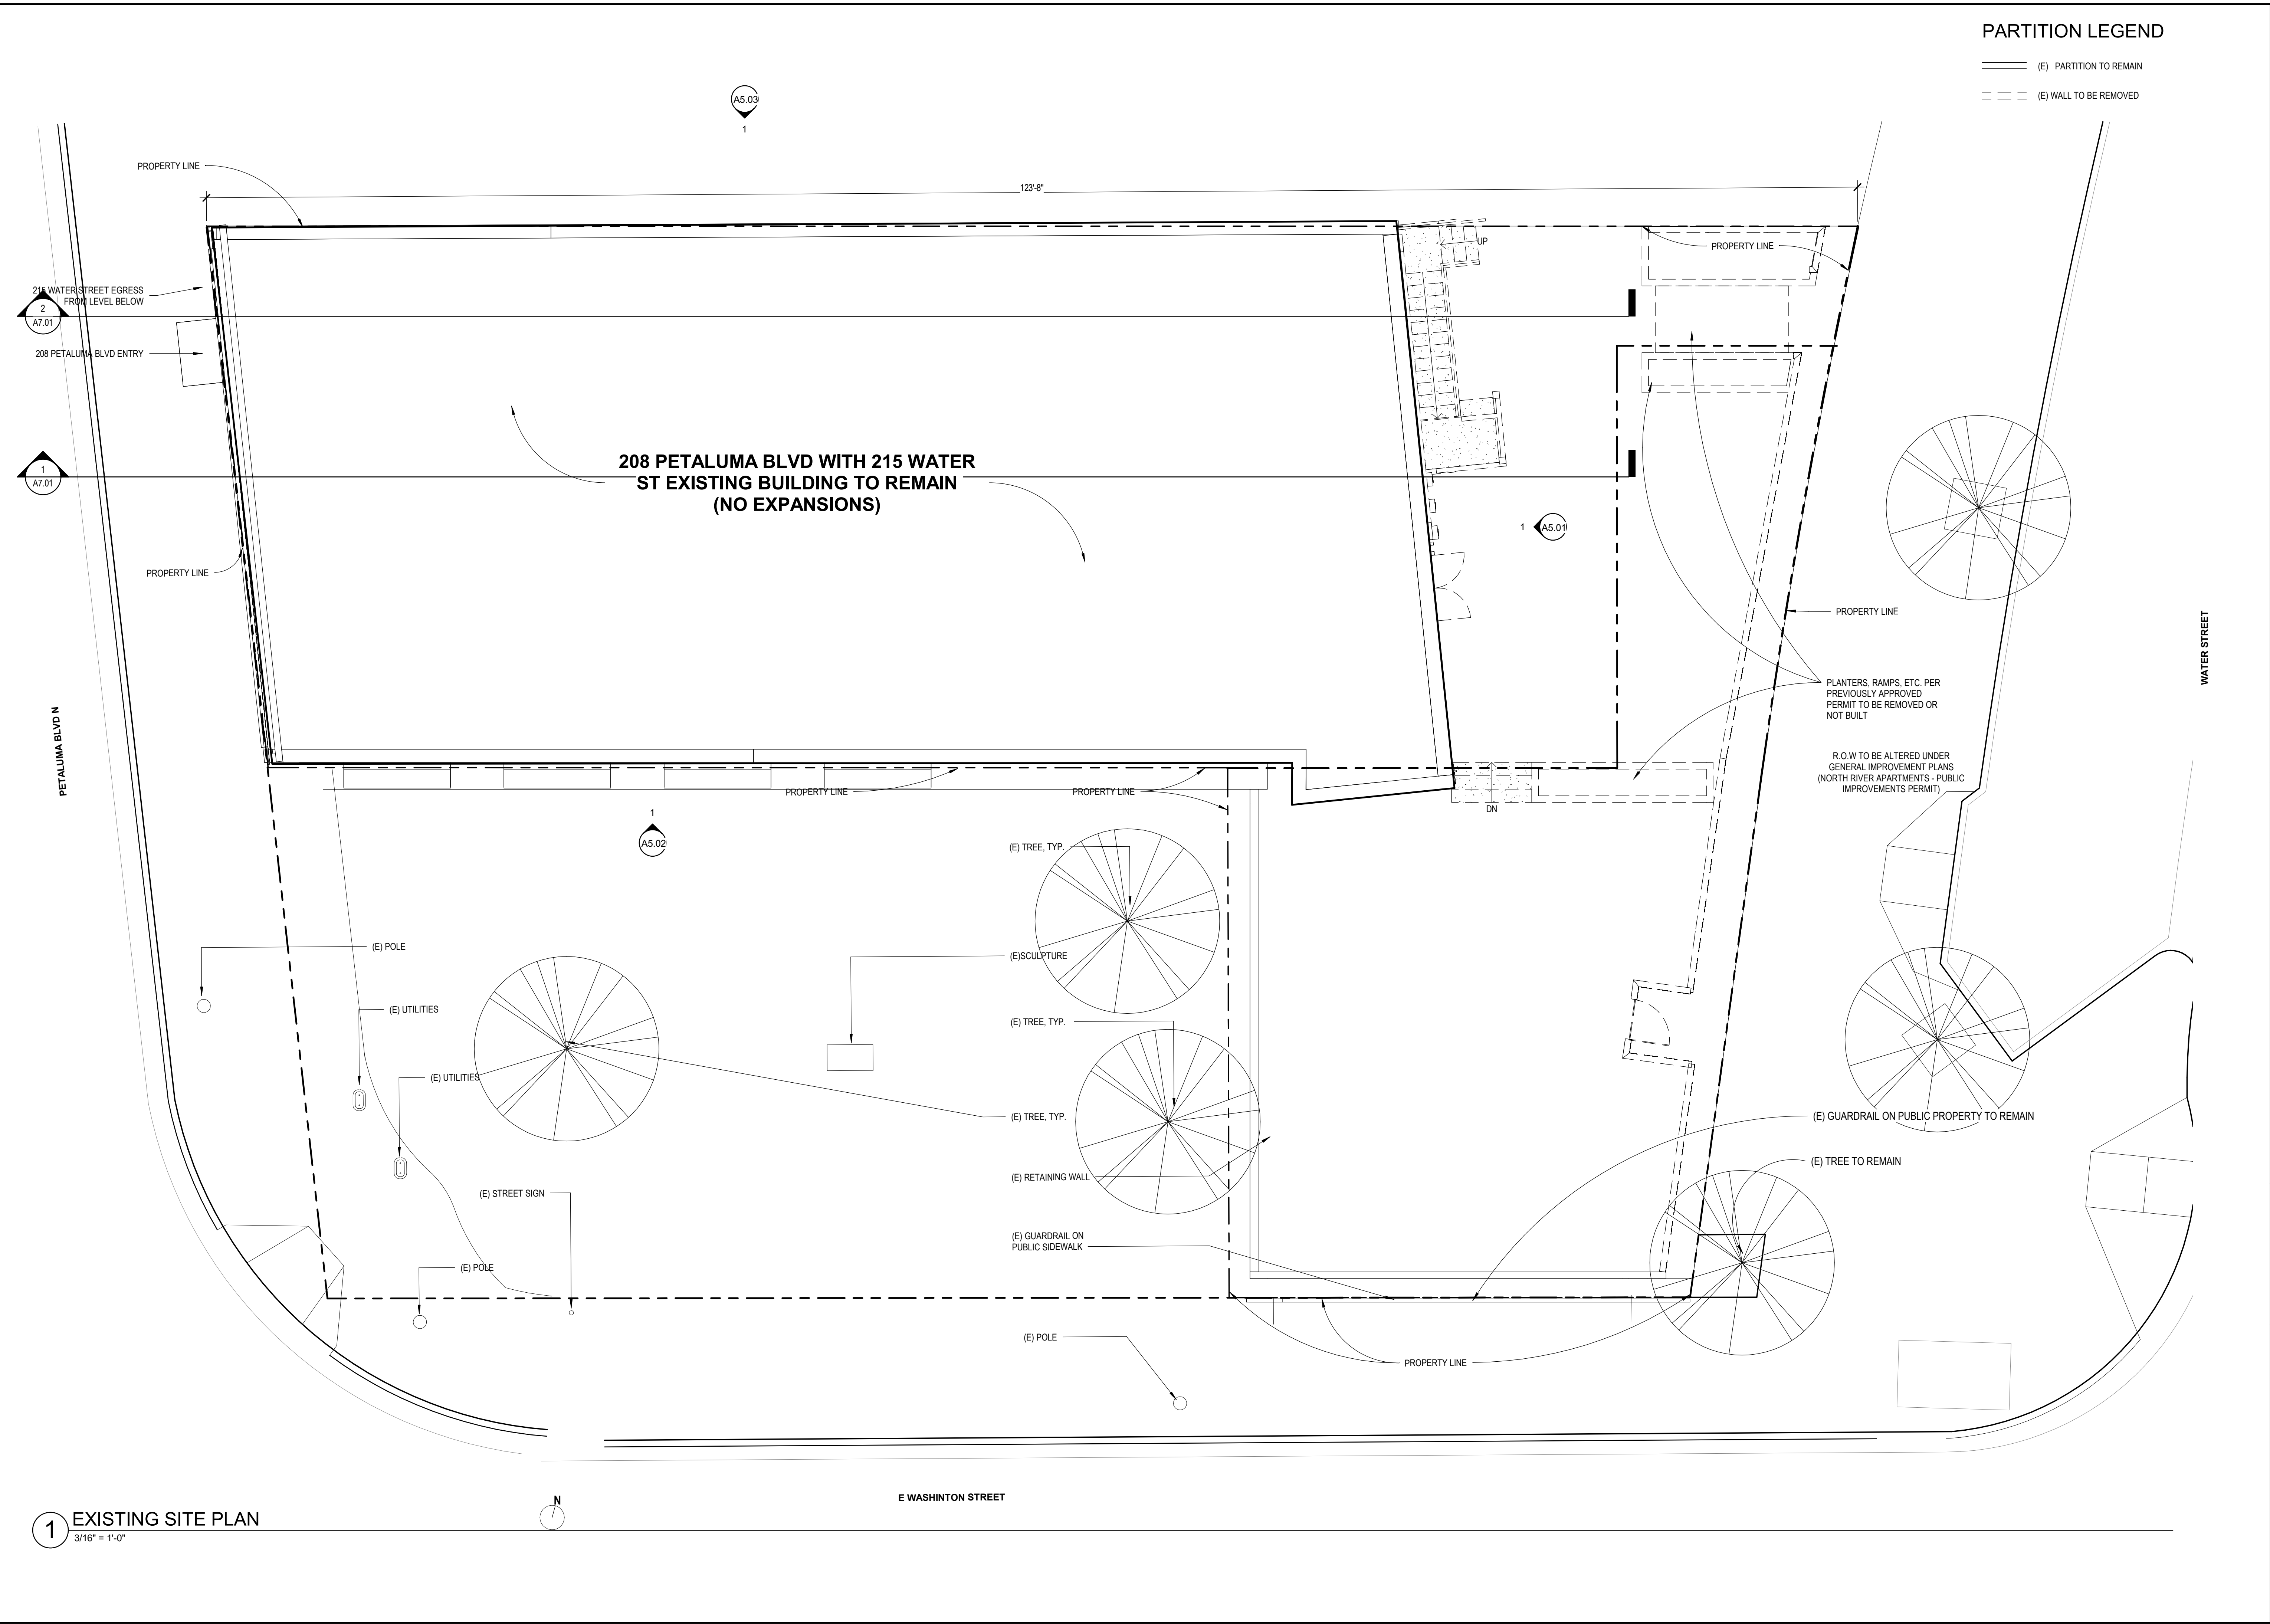 PARTITION LEGEND
(E) PARTITION TO REMAIN
(E) WALL TO BE REMOVED
A5.03
1
PROPERTY LINE
123'-8"
UP
PROPERTY LINE
215 WATER STREET EGRESS
FROM LEVEL BELOW
2
A7.01
208 PETALUMA BLVD ENTRY
208 PETALUMA BLVD WITH 215 WATER
ST EXISTING BUILDING TO REMAIN
(NO EXPANSIONS)
1
A7.01
1
A5.01
PROPERTY LINE
PROPERTY LINE
WATER STREET
PETALUMA BLVD N
PLANTERS, RAMPS, ETC. PER
PREVIOUSLY APPROVED
PERMIT TO BE REMOVED OR
NOT BUILT
R.O.W TO BE ALTERED UNDER
GENERAL IMPROVEMENT PLANS
(NORTH RIVER APARTMENTS - PUBLIC
IMPROVEMENTS PERMIT)
PROPERTY LINE
PROPERTY LINE
DN
1
A5.02
(E) TREE, TYP.
(E) POLE
(E)SCULPTURE
(E) UTILITIES
(E) TREE, TYP.
(E) UTILITIES
(E) TREE, TYP.
(E) GUARDRAIL ON PUBLIC PROPERTY TO REMAIN
(E) TREE TO REMAIN
(E) RETAINING WALL
(E) STREET SIGN
(E) GUARDRAIL ON
PUBLIC SIDEWALK
(E) POLE
(E) POLE
PROPERTY LINE
E WASHINTON STREET
N
1
EXISTING SITE PLAN
3/16" = 1'-0"